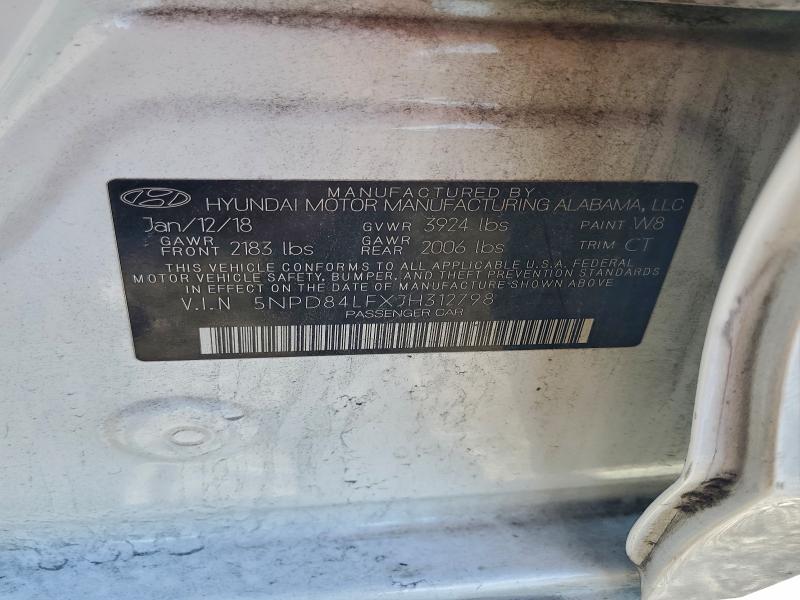 MANUFACTURED BY
HYUNDAI MOTOR MANUFACTURING ALABAMA, LLC
Jan/12/18 GVWR 3924 lbs PAINT W8
GAWR FRONT 2183 lbs GAWR REAR 2006 lbs TRIM CT
THIS VEHICLE CONFORMS TO ALL APPLICABLE U.S.A. FEDERAL
MOTOR VEHICLE SAFETY, BUMPER, AND THEFT PREVENTION STANDARDS
IN EFFECT ON THE DATE OF MANUFACTURE SHOWN ABOVE
V.I.N 5NPD84LFXJH312798
PASSENGER CAR